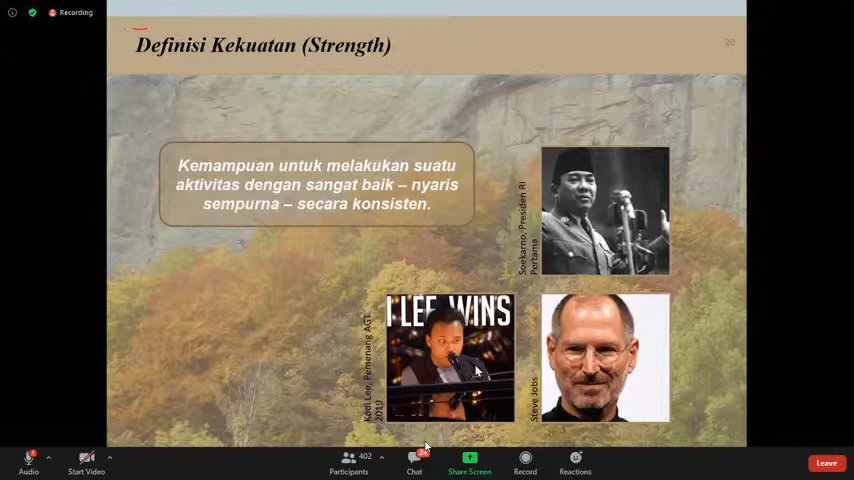 Recording
Definisi Kekuatan (Strength)
20
Kemampuan untuk melakukan suatu
aktivitas dengan sangat baik – nyaris
sempurna – secara konsisten.
Soekarno, Presiden RI
Pertama
I LEE WINS
Kodi Lee, Pemenang AGT
2019
Steve Jobs
Audio
Start Video
402
Participants
Chat
Share Screen
Record
Reactions
Leave